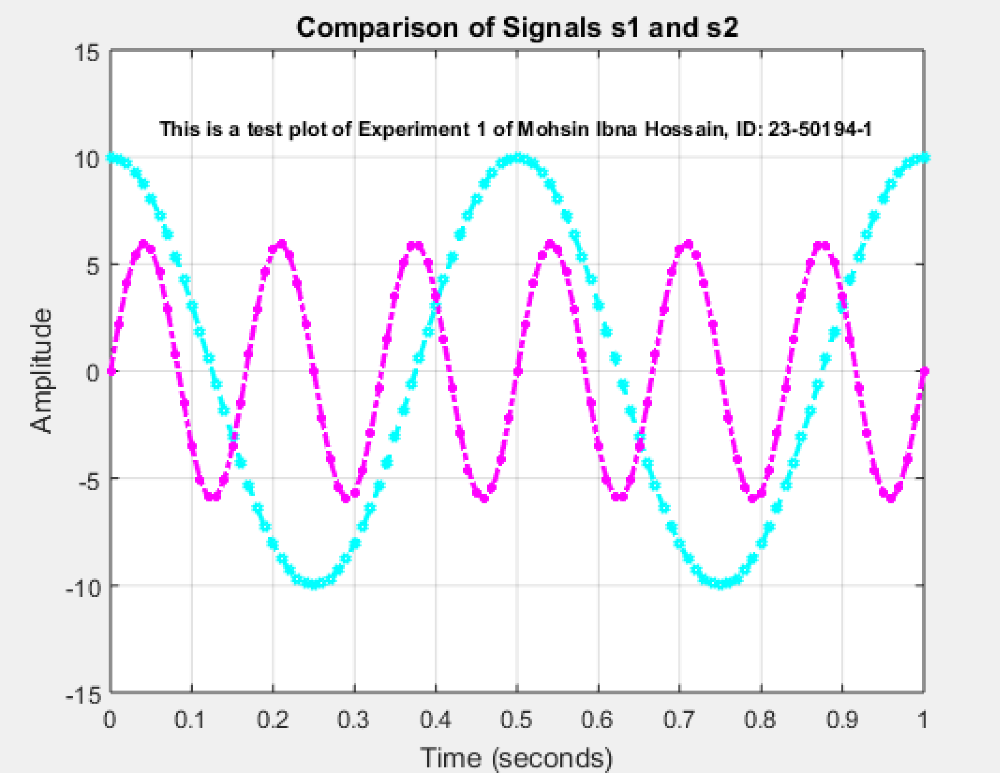 Comparison of Signals s1 and s2
15
This is a test plot of Experiment 1 of Mohsin Ibna Hossain, ID: 23-50194-1
10
5
0
-5
-10
-15
Amplitude
0 0.1 0.2 0.3 0.4 0.5 0.6 0.7 0.8 0.9 1
Time (seconds)